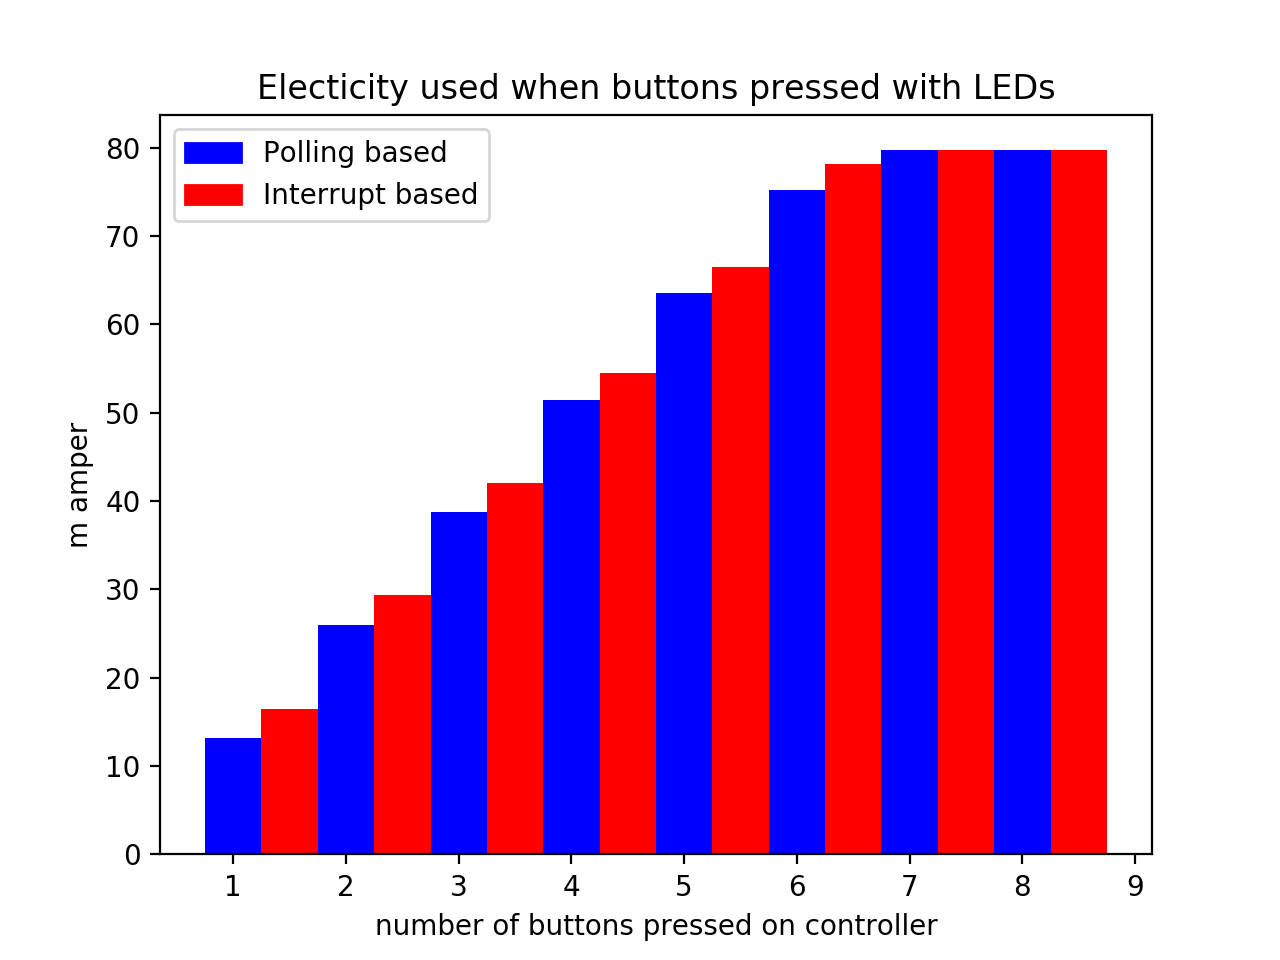 Electicity used when buttons pressed with LEDs
Polling based
Interrupt based
80
70
60
50
40
30
20
10
0
m amper
1 2 3 4 5 6 7 8 9
number of buttons pressed on controller